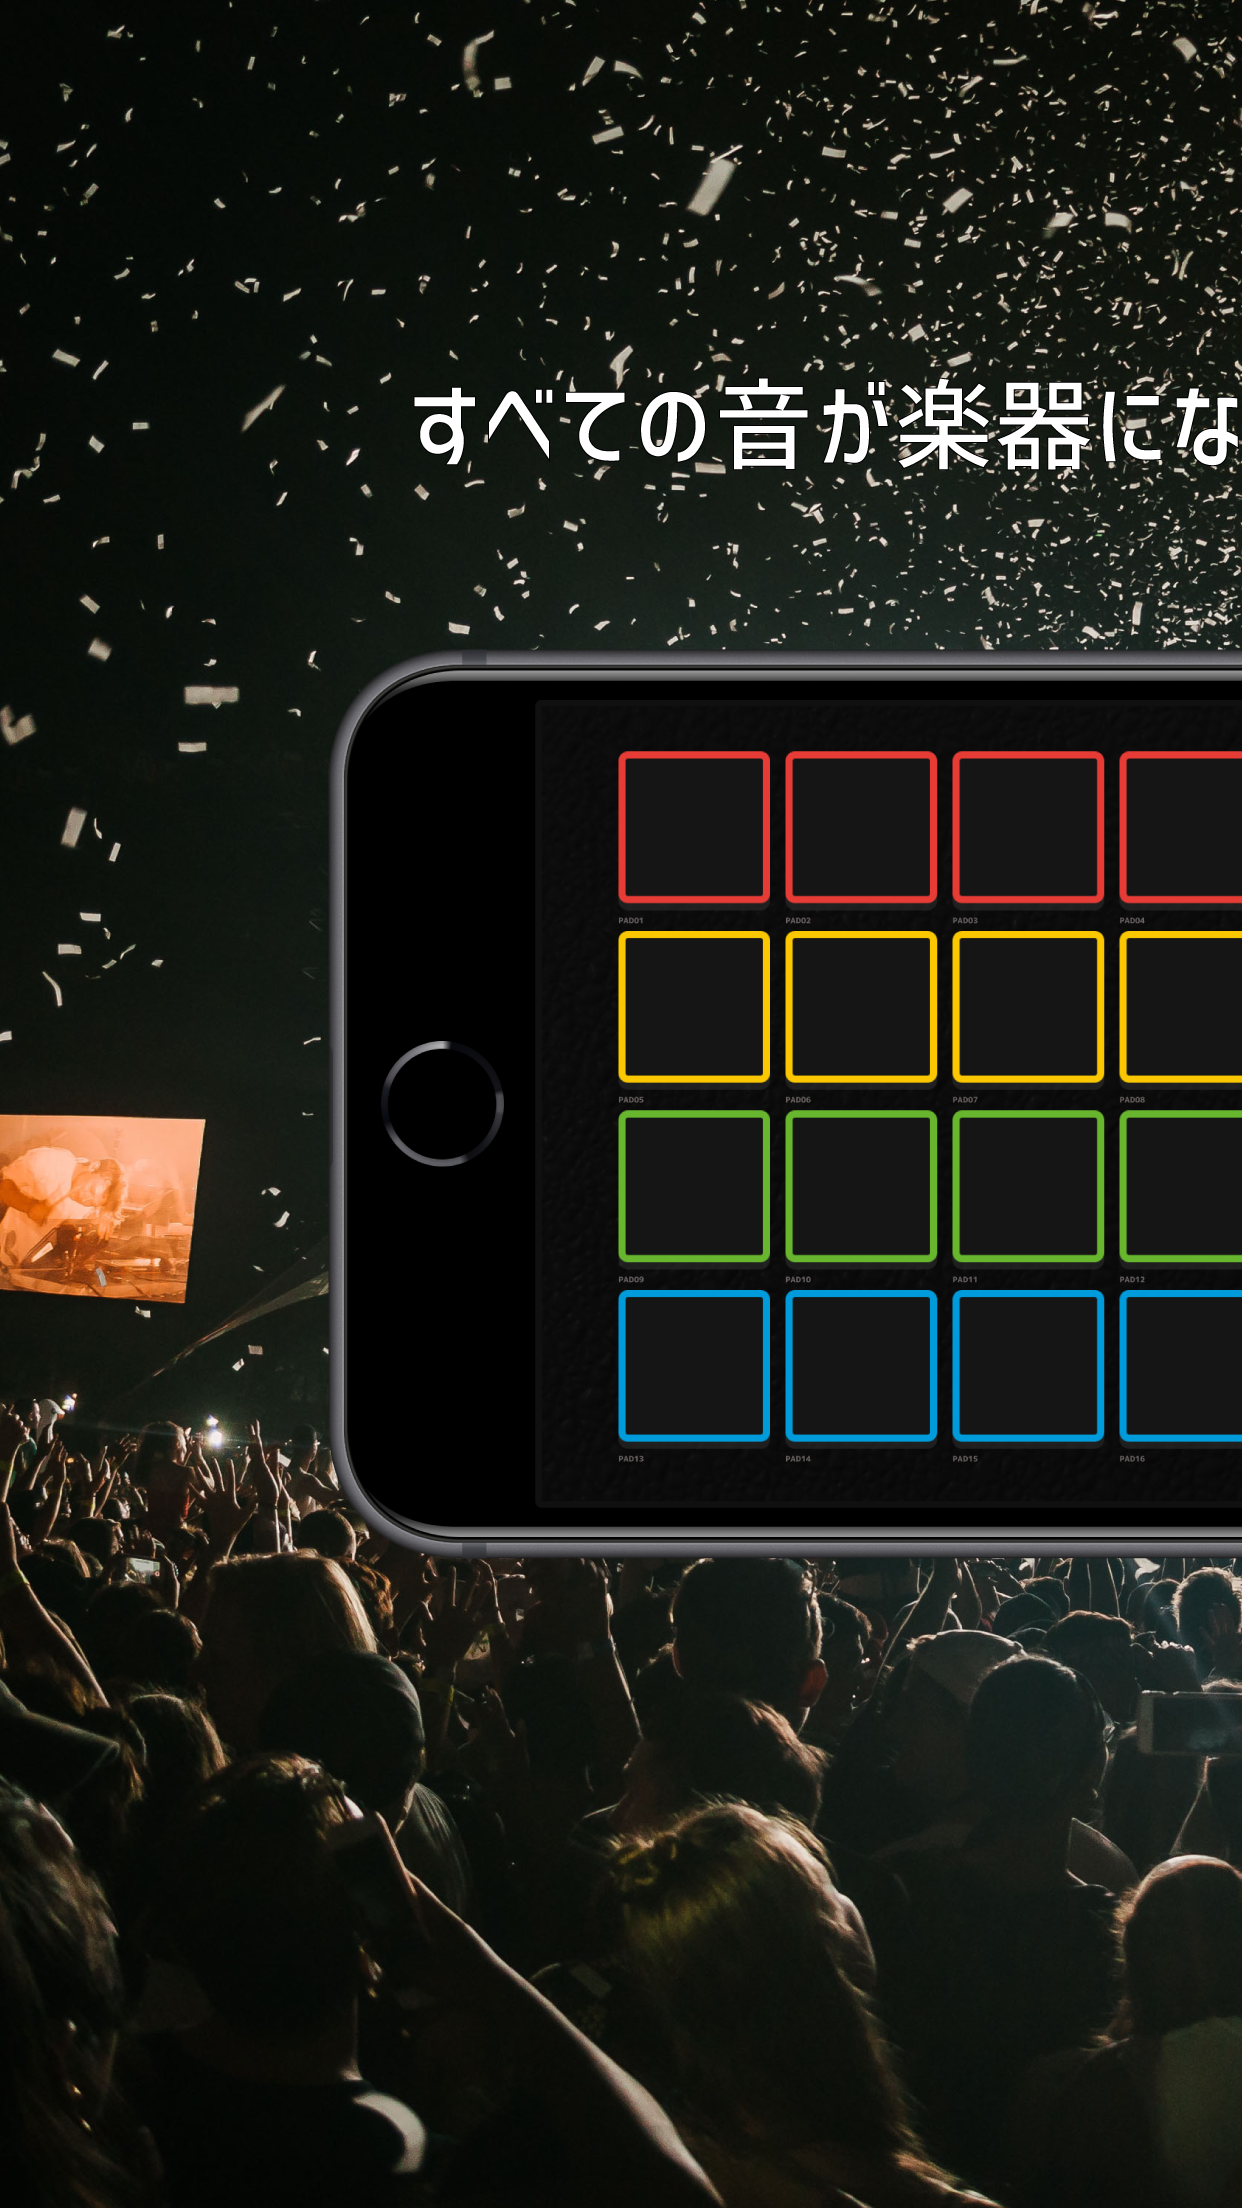 すべての音が楽器にな
PAD01 PAD02 PAD03 PAD04
PAD05 PAD06 PAD07 PAD08
PAD09 PAD10 PAD11 PAD12
PAD13 PAD14 PAD15 PAD16